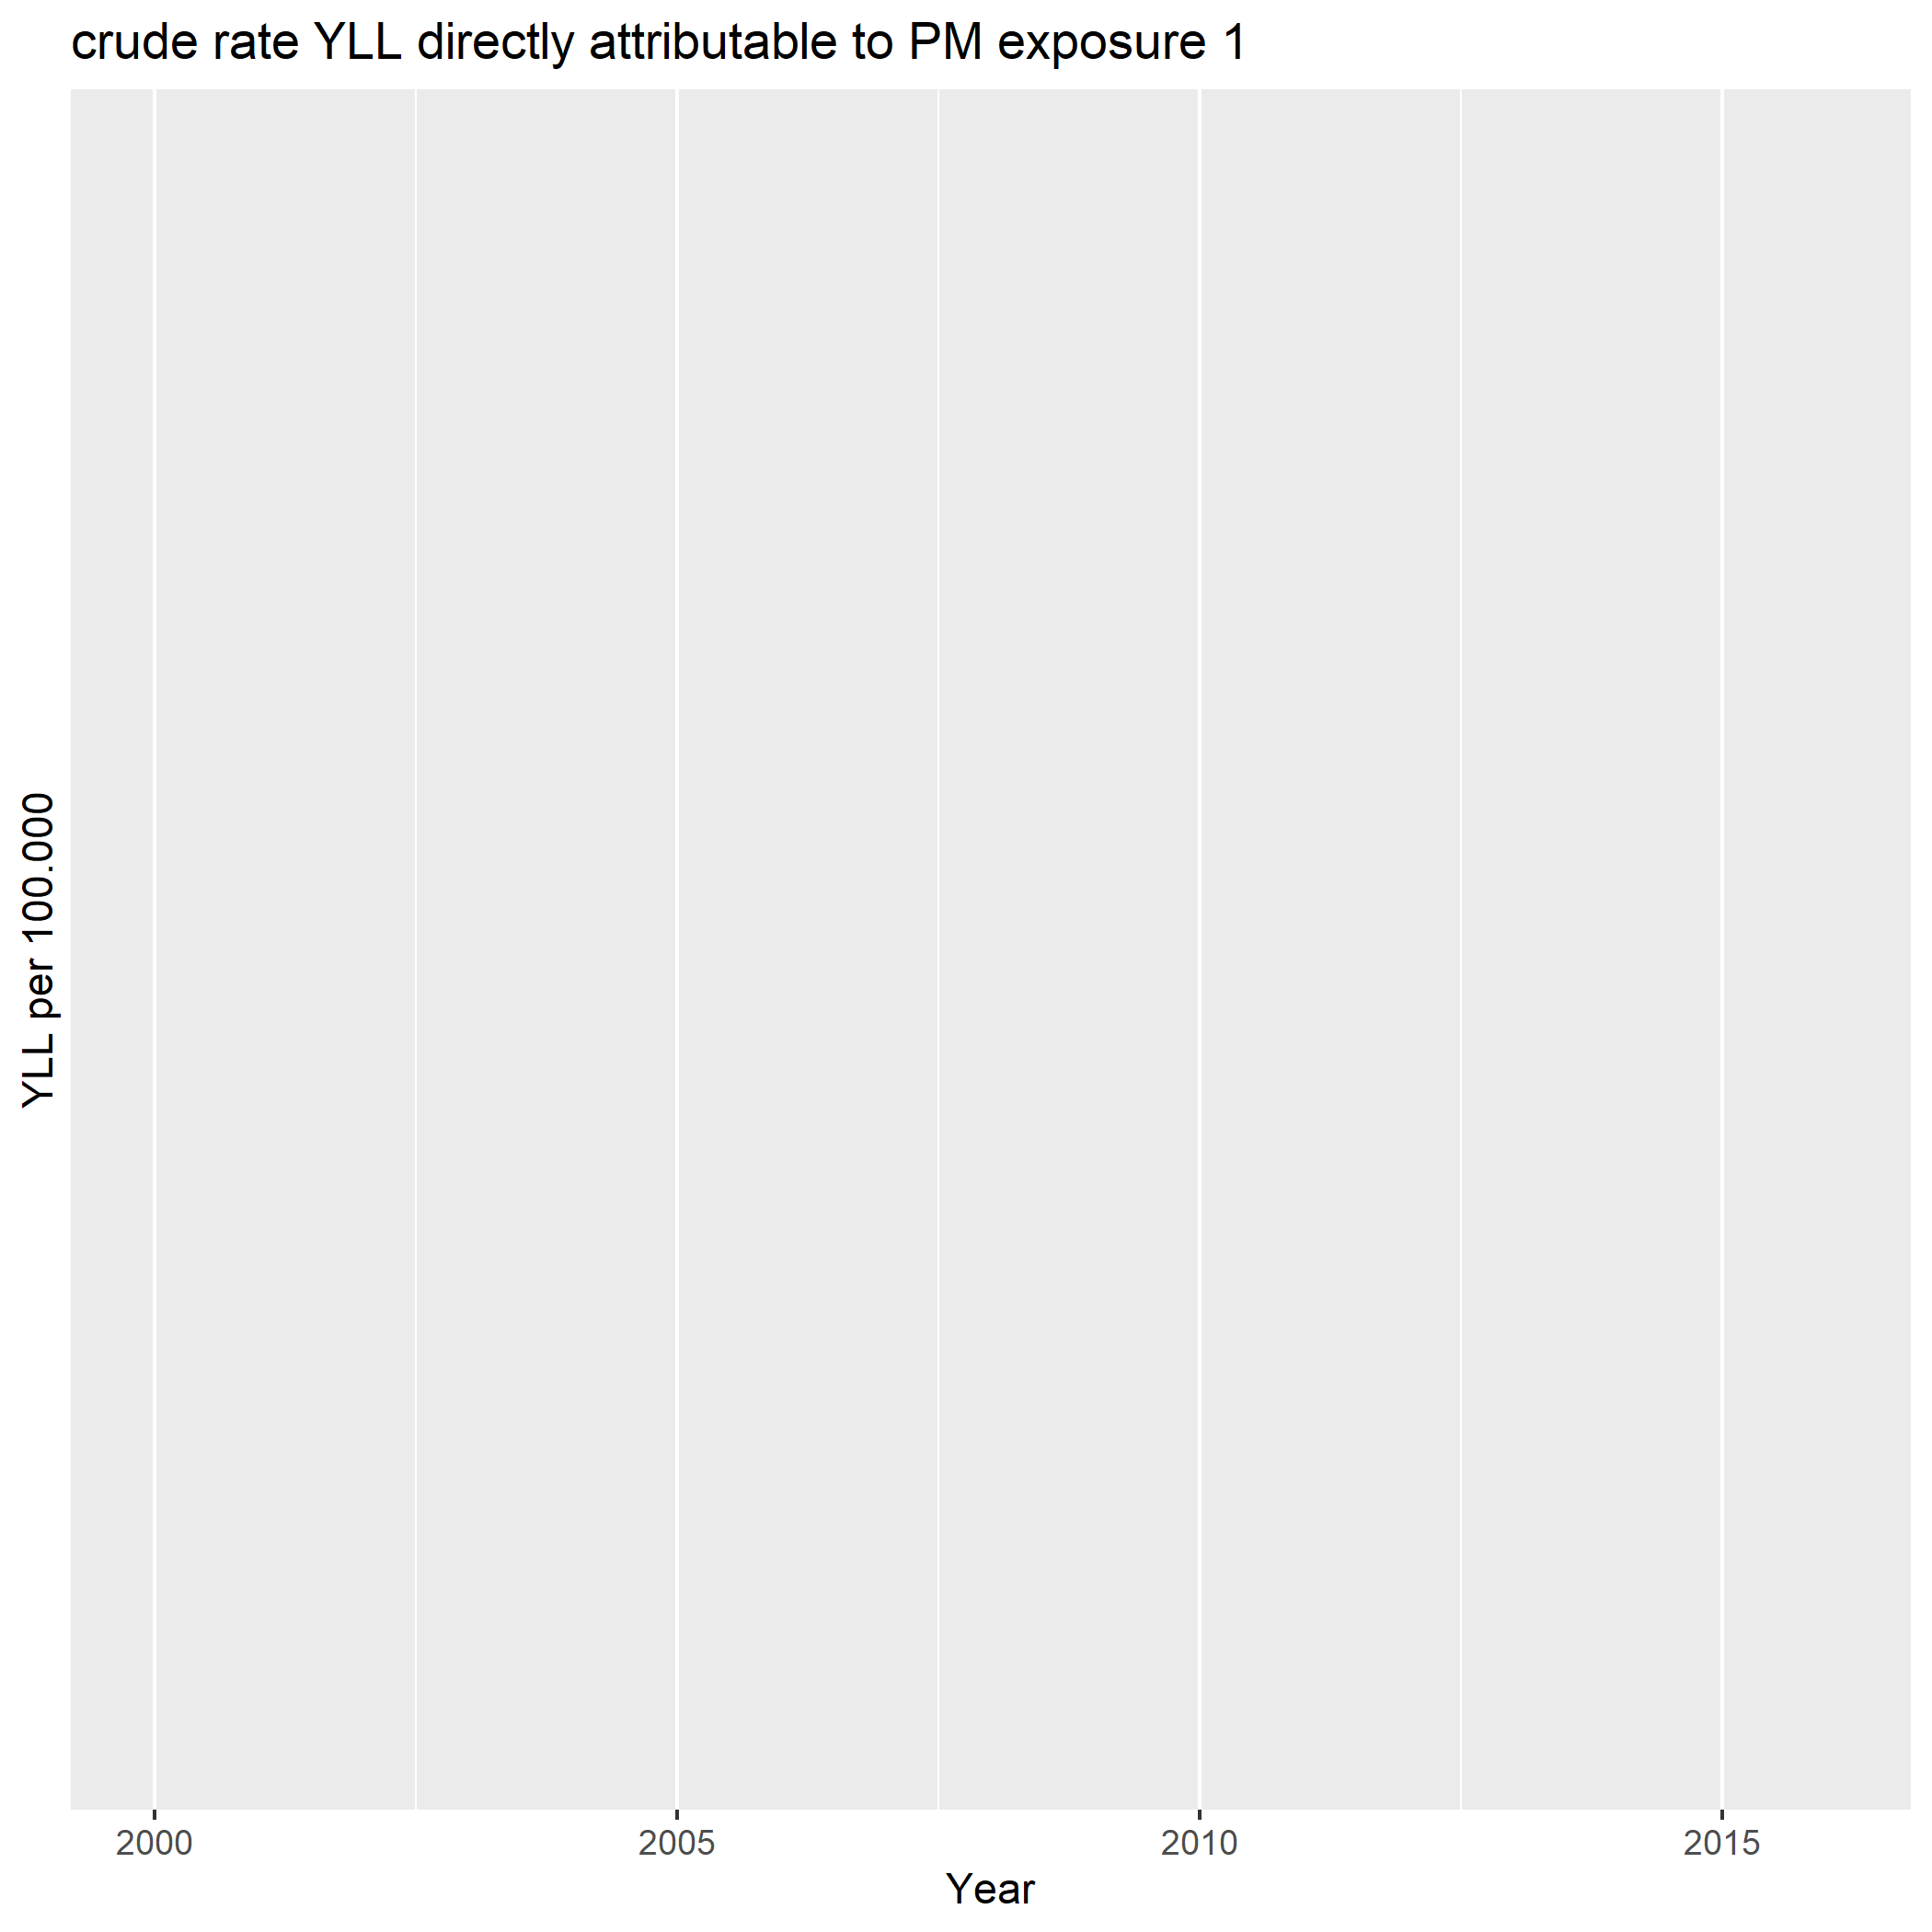 crude rate YLL directly attributable to PM exposure 1
YLL per 100.000
2000
2005
2010
2015
Year